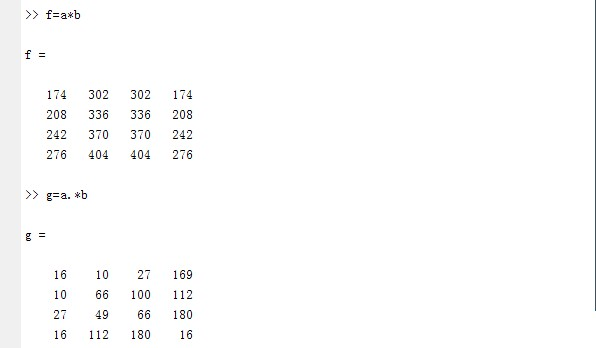 >> f=a*b
f =
174 302 302 174
208 336 336 208
242 370 370 242
276 404 404 276
>> g=a.*b
g =
16 10 27 169
10 66 100 112
27 49 66 180
16 112 180 16